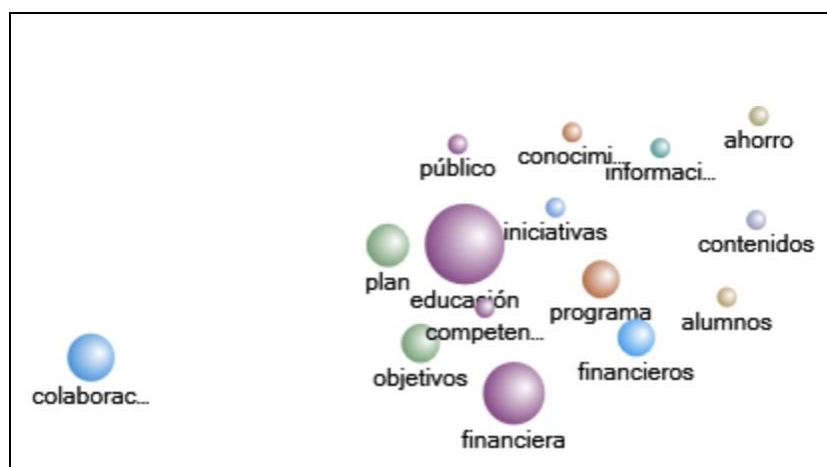 ahorro
público
conocimi...
informaci...
iniciativas
contenidos
plan
educación
programa
alumnos
competen...
financieros
objetivos
colaborac...
financiera